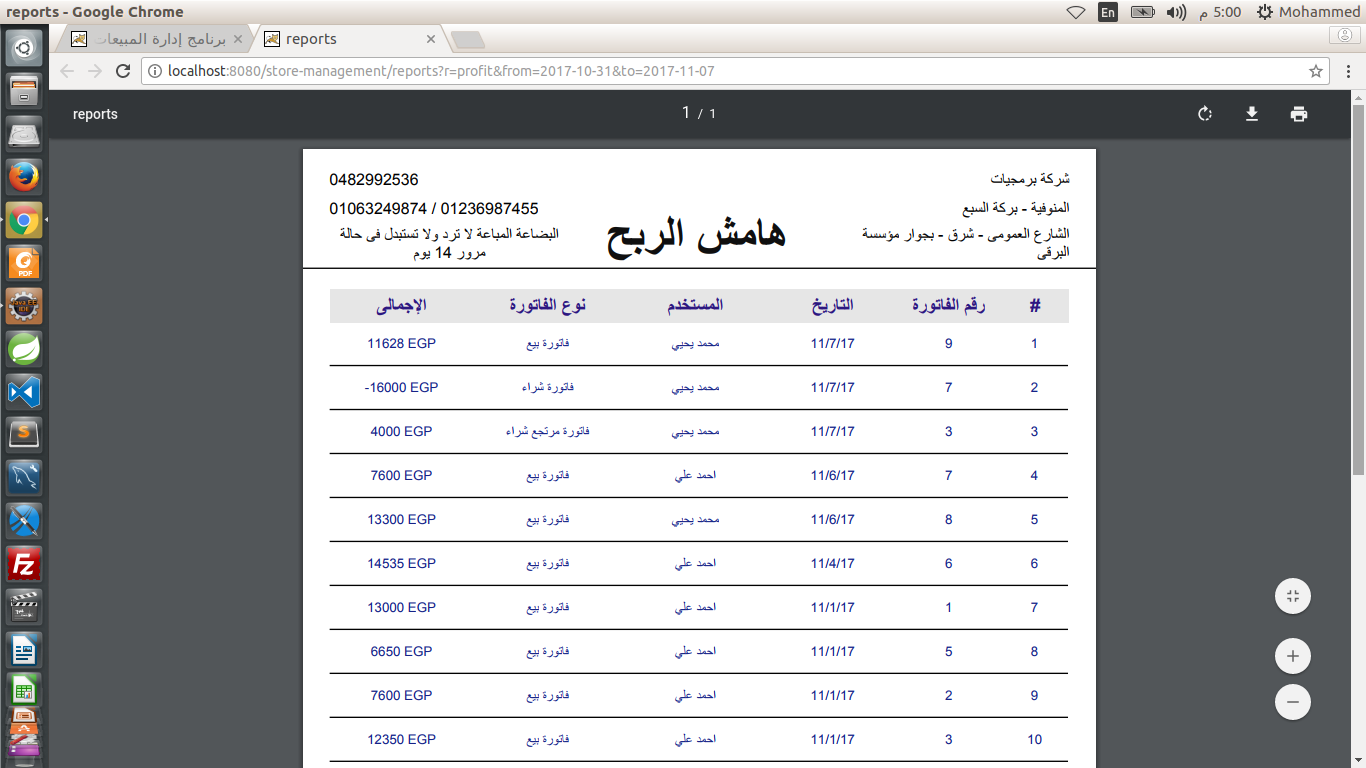 reports - Google Chrome
En 5:00 م Mohammed
برنامج إدارة المبيعات
reports
localhost:8080/store-management/reports?r=profit&from=2017-10-31&to=2017-11-07
reports
1 / 1
شركة برمجيات
0482992536
المنوفية - بركة السبع
01063249874 / 01236987455
هامش الربح
الشارع العمومى - شرق - بجوار مؤسسة
البرقى
البضاعة المباعة لا ترد ولا تستبدل فى حالة
مرور 14 يوم
# رقم الفاتورة التاريخ المستخدم نوع الفاتورة الإجمالى
1 9 11/7/17 محمد يحيي فاتورة بيع 11628 EGP
2 7 11/7/17 محمد يحيي فاتورة شراء -16000 EGP
3 3 11/7/17 محمد يحيي فاتورة مرتجع شراء 4000 EGP
4 7 11/6/17 احمد علي فاتورة بيع 7600 EGP
5 8 11/6/17 محمد يحيي فاتورة بيع 13300 EGP
6 6 11/4/17 احمد علي فاتورة بيع 14535 EGP
7 1 11/1/17 احمد علي فاتورة بيع 13000 EGP
8 5 11/1/17 احمد علي فاتورة بيع 6650 EGP
9 2 11/1/17 احمد علي فاتورة بيع 7600 EGP
10 3 11/1/17 احمد علي فاتورة بيع 12350 EGP